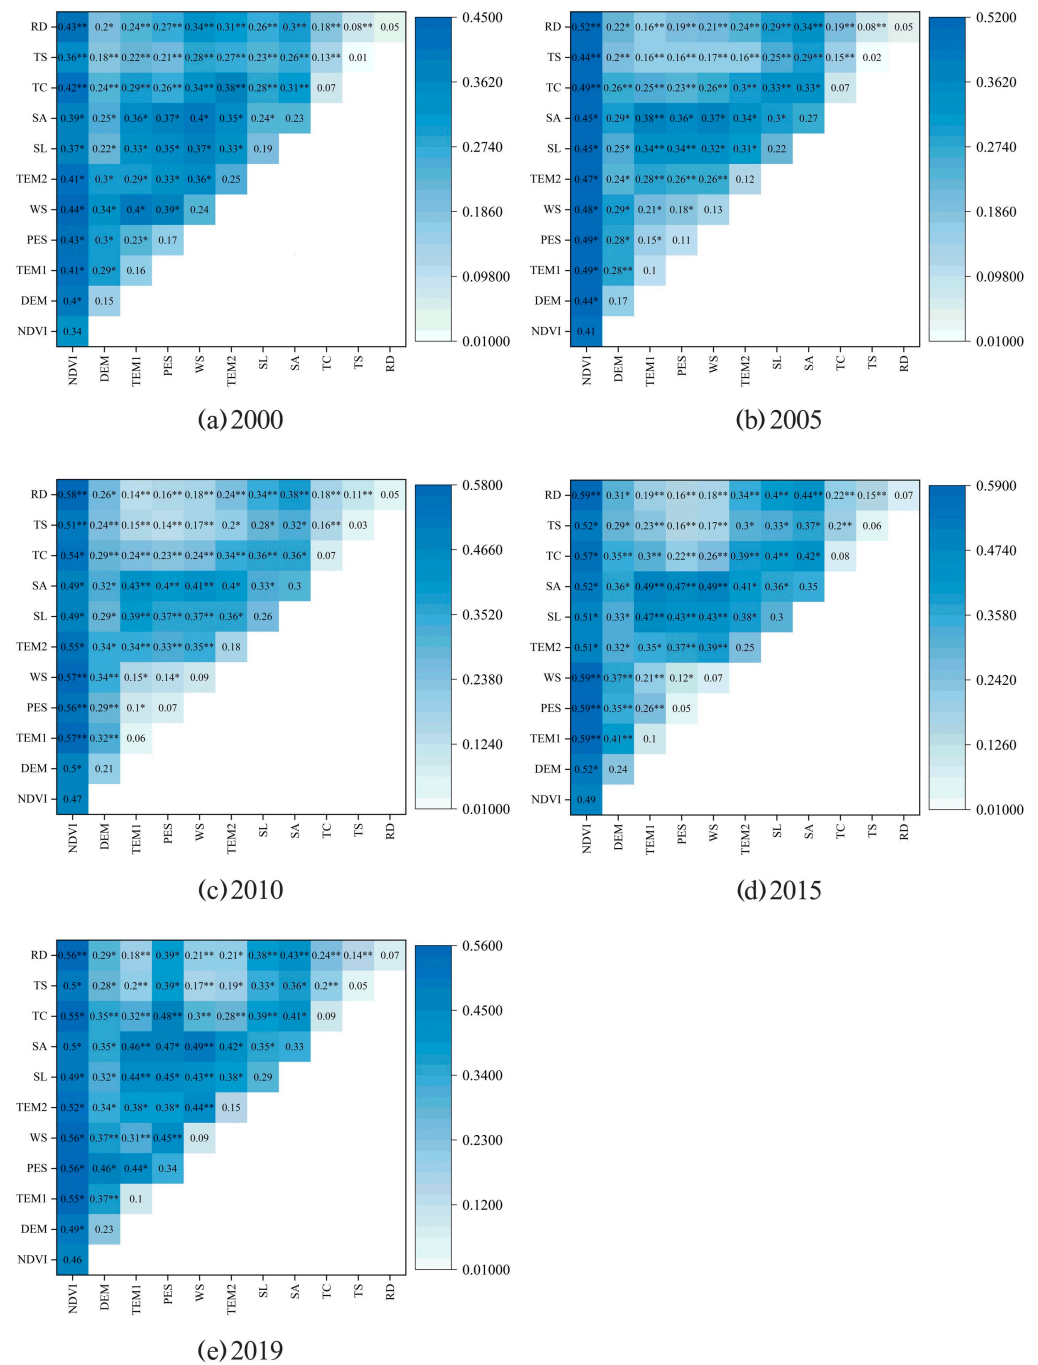 RD 0.43** 0.2* 0.24** 0.27** 0.34** 0.31** 0.26** 0.3** 0.18** 0.08** 0.05
TS 0.36** 0.18** 0.22** 0.21** 0.28** 0.27** 0.23** 0.26** 0.13** 0.01
TC 0.42** 0.24** 0.29** 0.26** 0.34** 0.38** 0.28** 0.31** 0.07
SA 0.39* 0.25* 0.36* 0.37* 0.4* 0.35* 0.24* 0.23
SL 0.37* 0.22* 0.33* 0.35* 0.37* 0.33* 0.19
TEM2 0.41* 0.3* 0.29* 0.33* 0.36* 0.25
WS 0.44* 0.34* 0.4* 0.39* 0.24
PES 0.43* 0.3* 0.23* 0.17
TEM1 0.41* 0.29* 0.16
DEM 0.4* 0.15
NDVI 0.34
NDVI DEM TEM1 PES WS TEM2 SL SA TC TS RD
0.4500
0.3620
0.2740
0.1860
0.09800
0.01000
(a) 2000
RD 0.52** 0.22* 0.16** 0.19** 0.21** 0.24** 0.29** 0.34** 0.19** 0.08** 0.05
TS 0.44** 0.2** 0.16** 0.16** 0.17** 0.16** 0.25** 0.29** 0.15** 0.02
TC 0.49** 0.26** 0.25** 0.23** 0.26** 0.3** 0.33** 0.33* 0.07
SA 0.45* 0.29* 0.38** 0.36* 0.37* 0.34* 0.3* 0.27
SL 0.45* 0.25* 0.34** 0.34** 0.32* 0.31* 0.22
TEM2 0.47* 0.24* 0.28** 0.26** 0.26** 0.12
WS 0.48* 0.29* 0.21* 0.18* 0.13
PES 0.49* 0.28* 0.15* 0.11
TEM1 0.49* 0.28** 0.1
DEM 0.44* 0.17
NDVI 0.41
NDVI DEM TEM1 PES WS TEM2 SL SA TC TS RD
0.5200
0.4180
0.3160
0.2140
0.1120
0.01000
(b) 2005
RD 0.58** 0.26* 0.14** 0.16** 0.18** 0.24** 0.34** 0.38** 0.18** 0.11** 0.05
TS 0.51** 0.24** 0.15** 0.14** 0.17** 0.2* 0.28* 0.32* 0.16** 0.03
TC 0.54* 0.29** 0.24** 0.23** 0.24** 0.34** 0.36** 0.36* 0.07
SA 0.49* 0.32* 0.43** 0.4** 0.41** 0.4* 0.33* 0.3
SL 0.49* 0.29* 0.39** 0.37** 0.37** 0.36* 0.26
TEM2 0.55* 0.34* 0.34** 0.33** 0.35** 0.18
WS 0.57** 0.34** 0.15* 0.14* 0.09
PES 0.56** 0.29** 0.1* 0.07
TEM1 0.57** 0.32** 0.06
DEM 0.5* 0.21
NDVI 0.47
NDVI DEM TEM1 PES WS TEM2 SL SA TC TS RD
0.5800
0.4660
0.3520
0.2380
0.1240
0.01000
(c) 2010
RD 0.59** 0.31* 0.19** 0.16** 0.18** 0.34** 0.4** 0.44** 0.22** 0.15** 0.07
TS 0.52* 0.29* 0.23** 0.16** 0.17** 0.3* 0.33* 0.37* 0.2** 0.06
TC 0.57* 0.35** 0.3** 0.22** 0.26** 0.39** 0.4** 0.42* 0.08
SA 0.52* 0.36* 0.49** 0.47** 0.49** 0.41* 0.36* 0.35
SL 0.51* 0.33* 0.47** 0.43** 0.43** 0.38* 0.3
TEM2 0.51* 0.32* 0.35* 0.37** 0.39** 0.25
WS 0.59** 0.37** 0.21** 0.12* 0.07
PES 0.59** 0.35** 0.26** 0.05
TEM1 0.59** 0.41** 0.1
DEM 0.52* 0.24
NDVI 0.49
NDVI DEM TEM1 PES WS TEM2 SL SA TC TS RD
0.5900
0.4740
0.3580
0.2420
0.1260
0.01000
(d) 2015
RD 0.56** 0.29* 0.18** 0.39* 0.21** 0.21* 0.38** 0.43** 0.24** 0.14** 0.07
TS 0.5* 0.28* 0.2** 0.39* 0.17** 0.19* 0.33* 0.36* 0.2** 0.05
TC 0.55* 0.35** 0.32** 0.48** 0.3** 0.28** 0.39** 0.41* 0.09
SA 0.5* 0.35* 0.46** 0.47* 0.49** 0.42* 0.35* 0.33
SL 0.49* 0.32* 0.44** 0.45* 0.43** 0.38* 0.29
TEM2 0.52* 0.34* 0.38* 0.38* 0.44** 0.15
WS 0.56* 0.37** 0.31** 0.45** 0.09
PES 0.56* 0.46* 0.44* 0.34
TEM1 0.55* 0.37** 0.1
DEM 0.49* 0.23
NDVI 0.46
NDVI DEM TEM1 PES WS TEM2 SL SA TC TS RD
0.5600
0.4500
0.3400
0.2300
0.1200
0.01000
(e) 2019